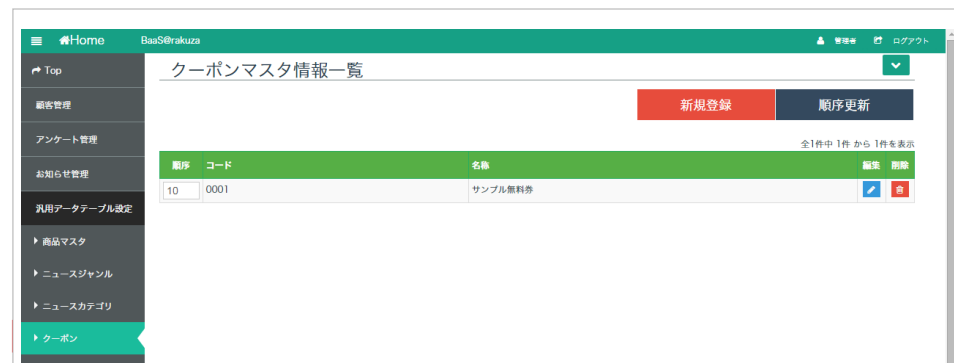 Home BaaS@rakuza 管理者 ログアウト
Top
顧客管理
アンケート管理
お知らせ管理
汎用データテーブル設定
商品マスタ
ニュースジャンル
ニュースカテゴリ
クーポン
クーポンマスタ情報一覧
新規登録 順序更新
全1件中 1件 から 1件を表示
順序 コード 名称 編集 削除
10 0001 サンプル無料券